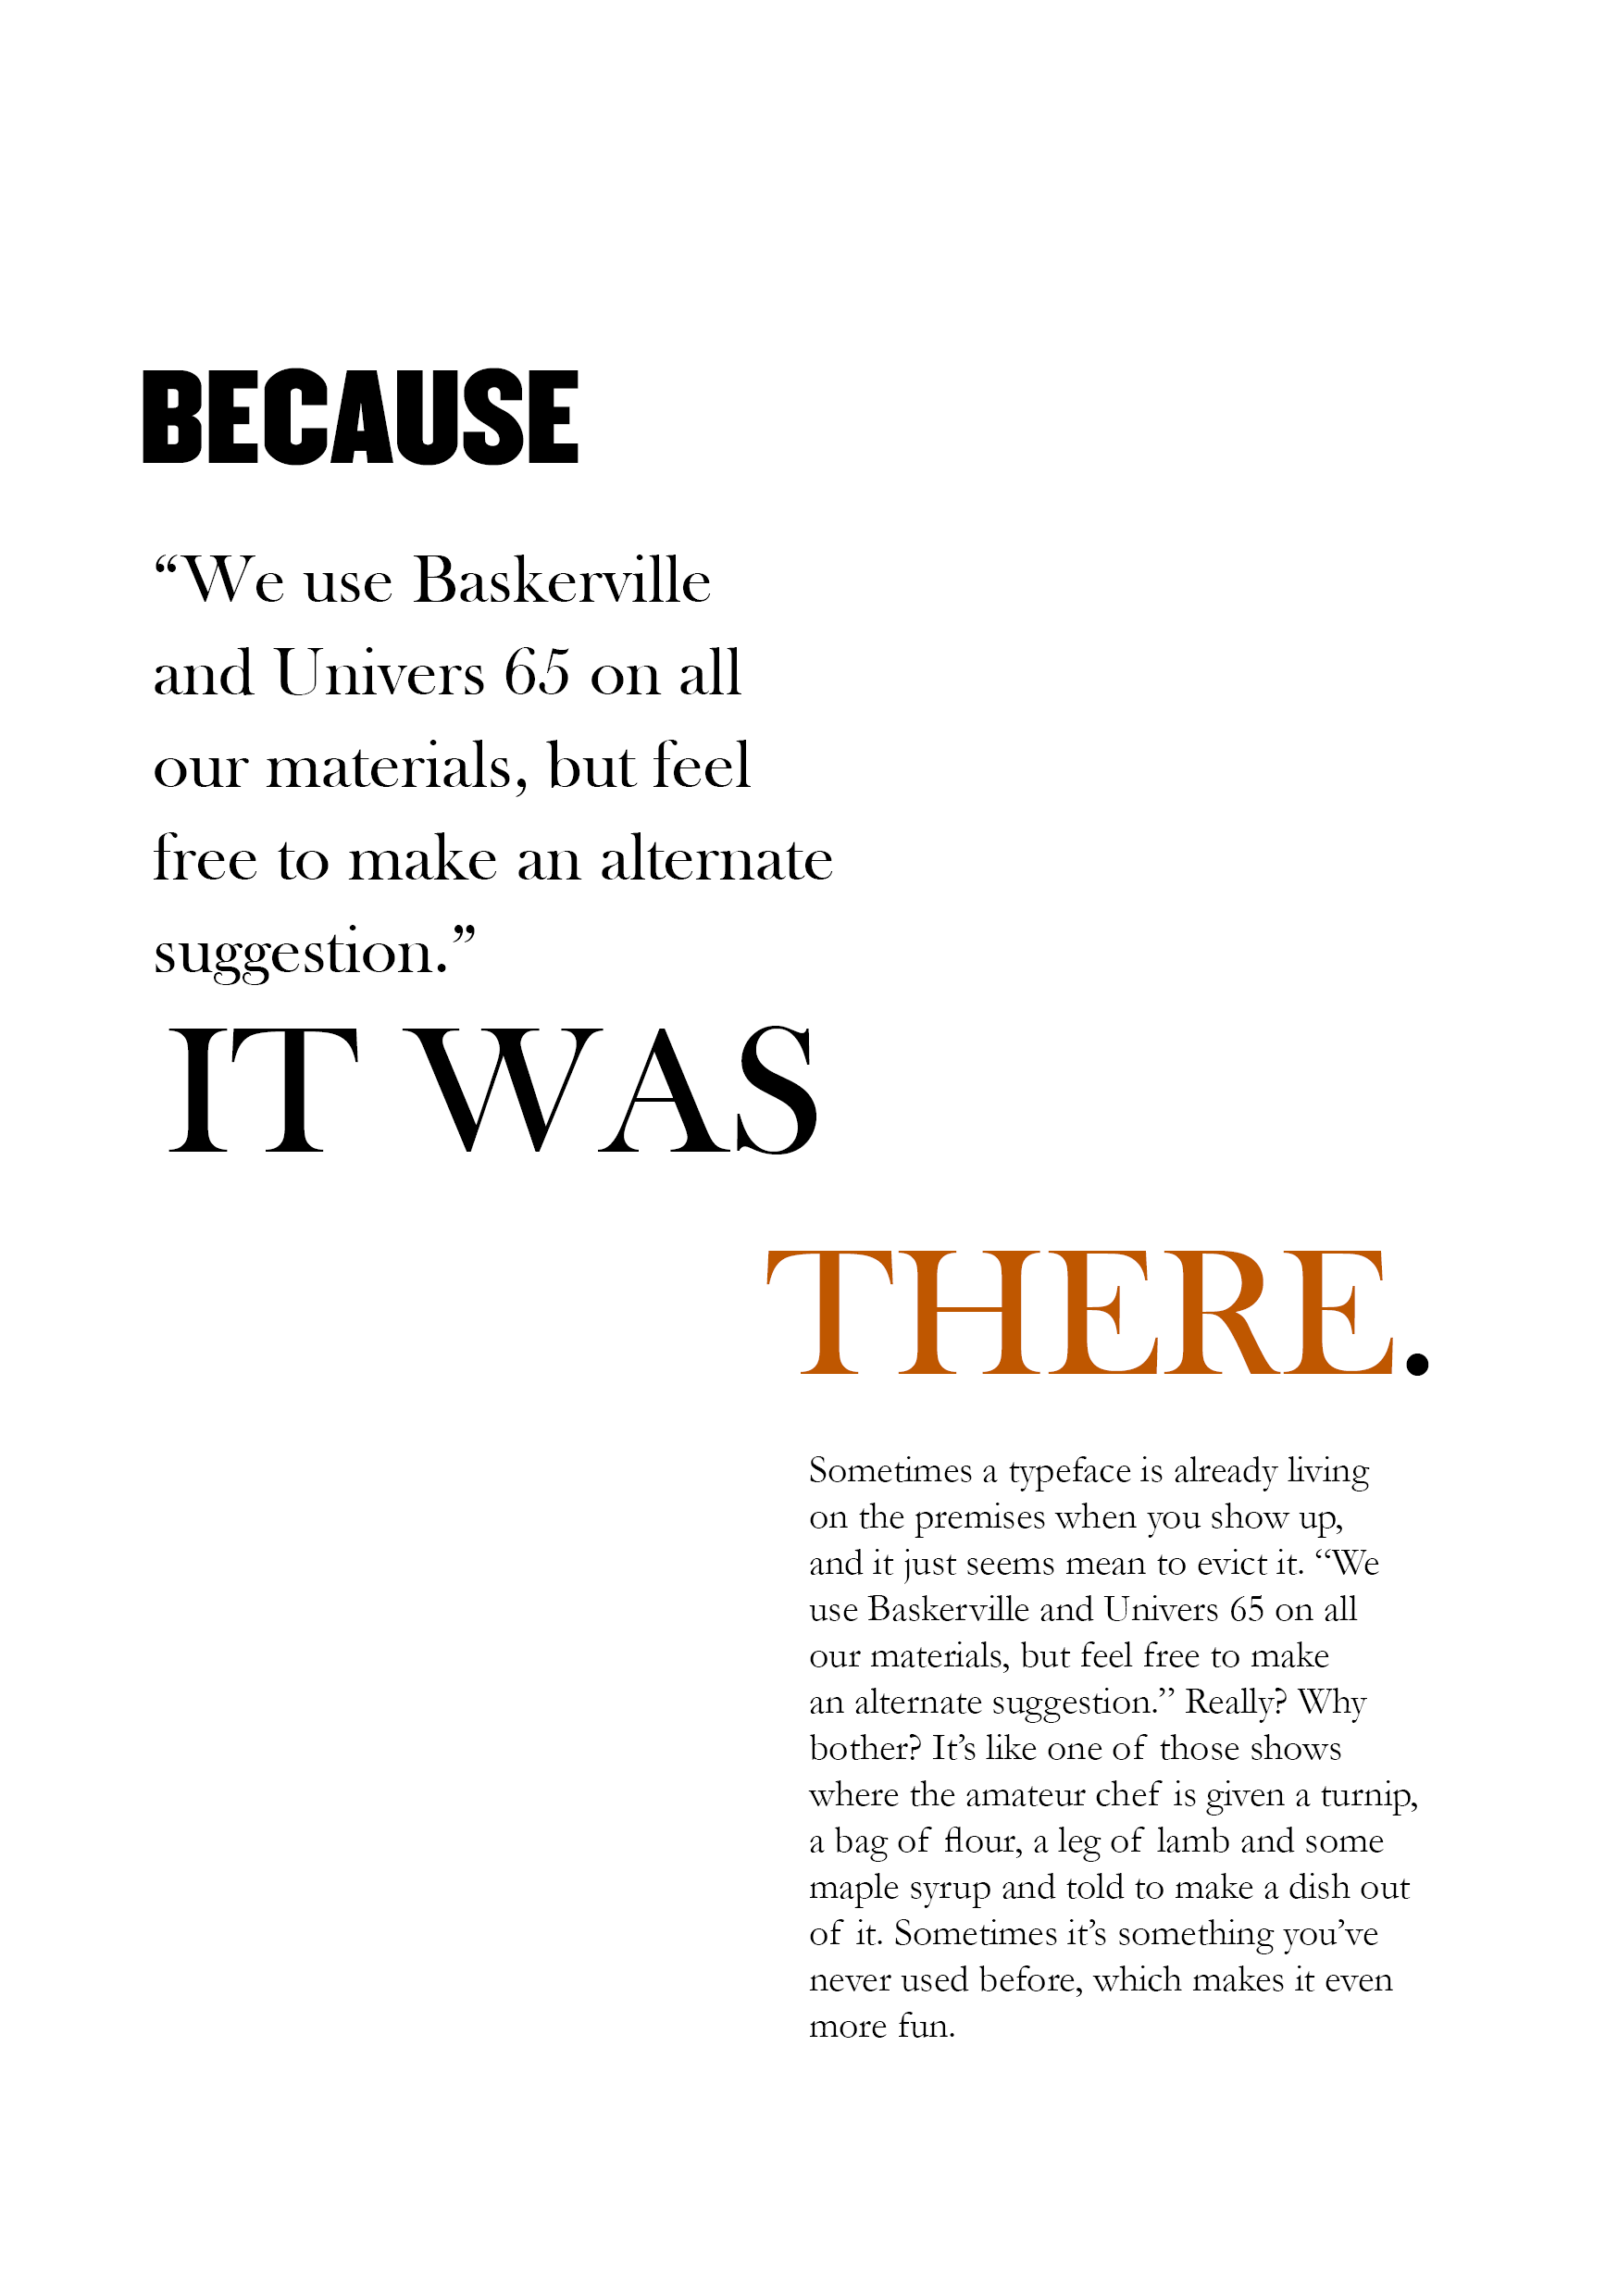 BECAUSE
“We use Baskerville
and Univers 65 on all
our materials, but feel
free to make an alternate
suggestion.”
IT WAS
THERE.
Sometimes a typeface is already living
on the premises when you show up,
and it just seems mean to evict it. “We
use Baskerville and Univers 65 on all
our materials, but feel free to make
an alternate suggestion.” Really? Why
bother? It’s like one of those shows
where the amateur chef is given a turnip,
a bag of flour, a leg of lamb and some
maple syrup and told to make a dish out
of it. Sometimes it’s something you’ve
never used before, which makes it even
more fun.